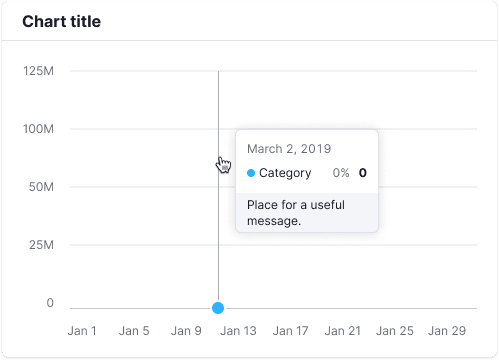 Chart title
125M
100M
March 2, 2019
Category 0% 0
50M
Place for a useful
message.
25M
0
Jan 1 Jan 5 Jan 9 Jan 13 Jan 17 Jan 21 Jan 25 Jan 29